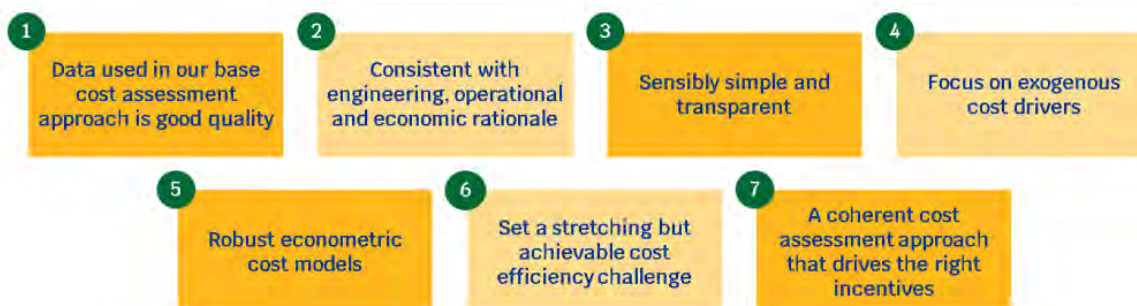 1
Data used in our base
cost assessment
approach is good quality
2
Consistent with
engineering, operational
and economic rationale
3
Sensibly simple and
transparent
4
Focus on exogenous
cost drivers
5
Robust econometric
cost models
6
Set a stretching but
achievable cost
efficiency challenge
7
A coherent cost
assessment approach
that drives the right
incentives